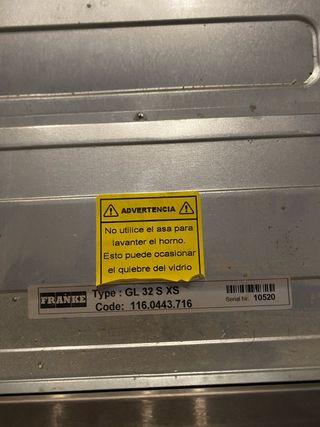 ADVERTENCIA
No utilice el asa para
lavanter el horno.
Esto puede ocasionar
el quiebre del vidrio
FRANKE Type : GL 32 S XS
Code: 116.0443.716
Serial Nr. 10520